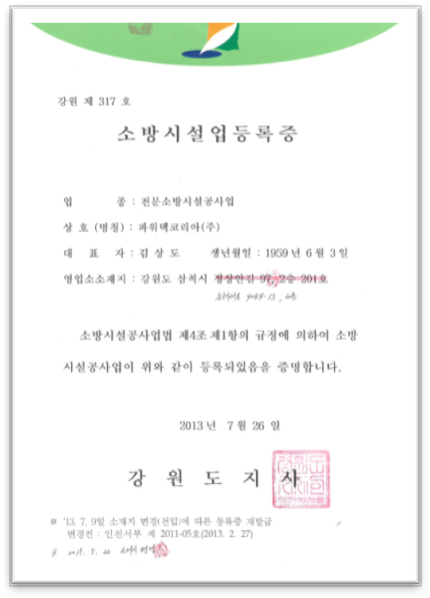 강원 제 317 호
소방시설업등록증
업 종 : 전문소방시설공사업
상 호 (명칭) : 파워텍코리아(주)
대 표 자 : 김 상 도 생년월일 : 1959 년 6 월 3 일
영업소소재지 : 강원도 삼척시 정상안길 97, 2층 201호
소방시설공사업법 제4조 제1항의 규정에 의하여 소방
시설공사업이 위와 같이 등록되었음을 증명합니다.
2013 년 7 월 26 일
강 원 도 지 사
※ '13. 7. 9일 소재지 변경(전입)에 따른 등록증 재발급
변경전 : 인천서부 제 2011-05호(2013. 2. 27)